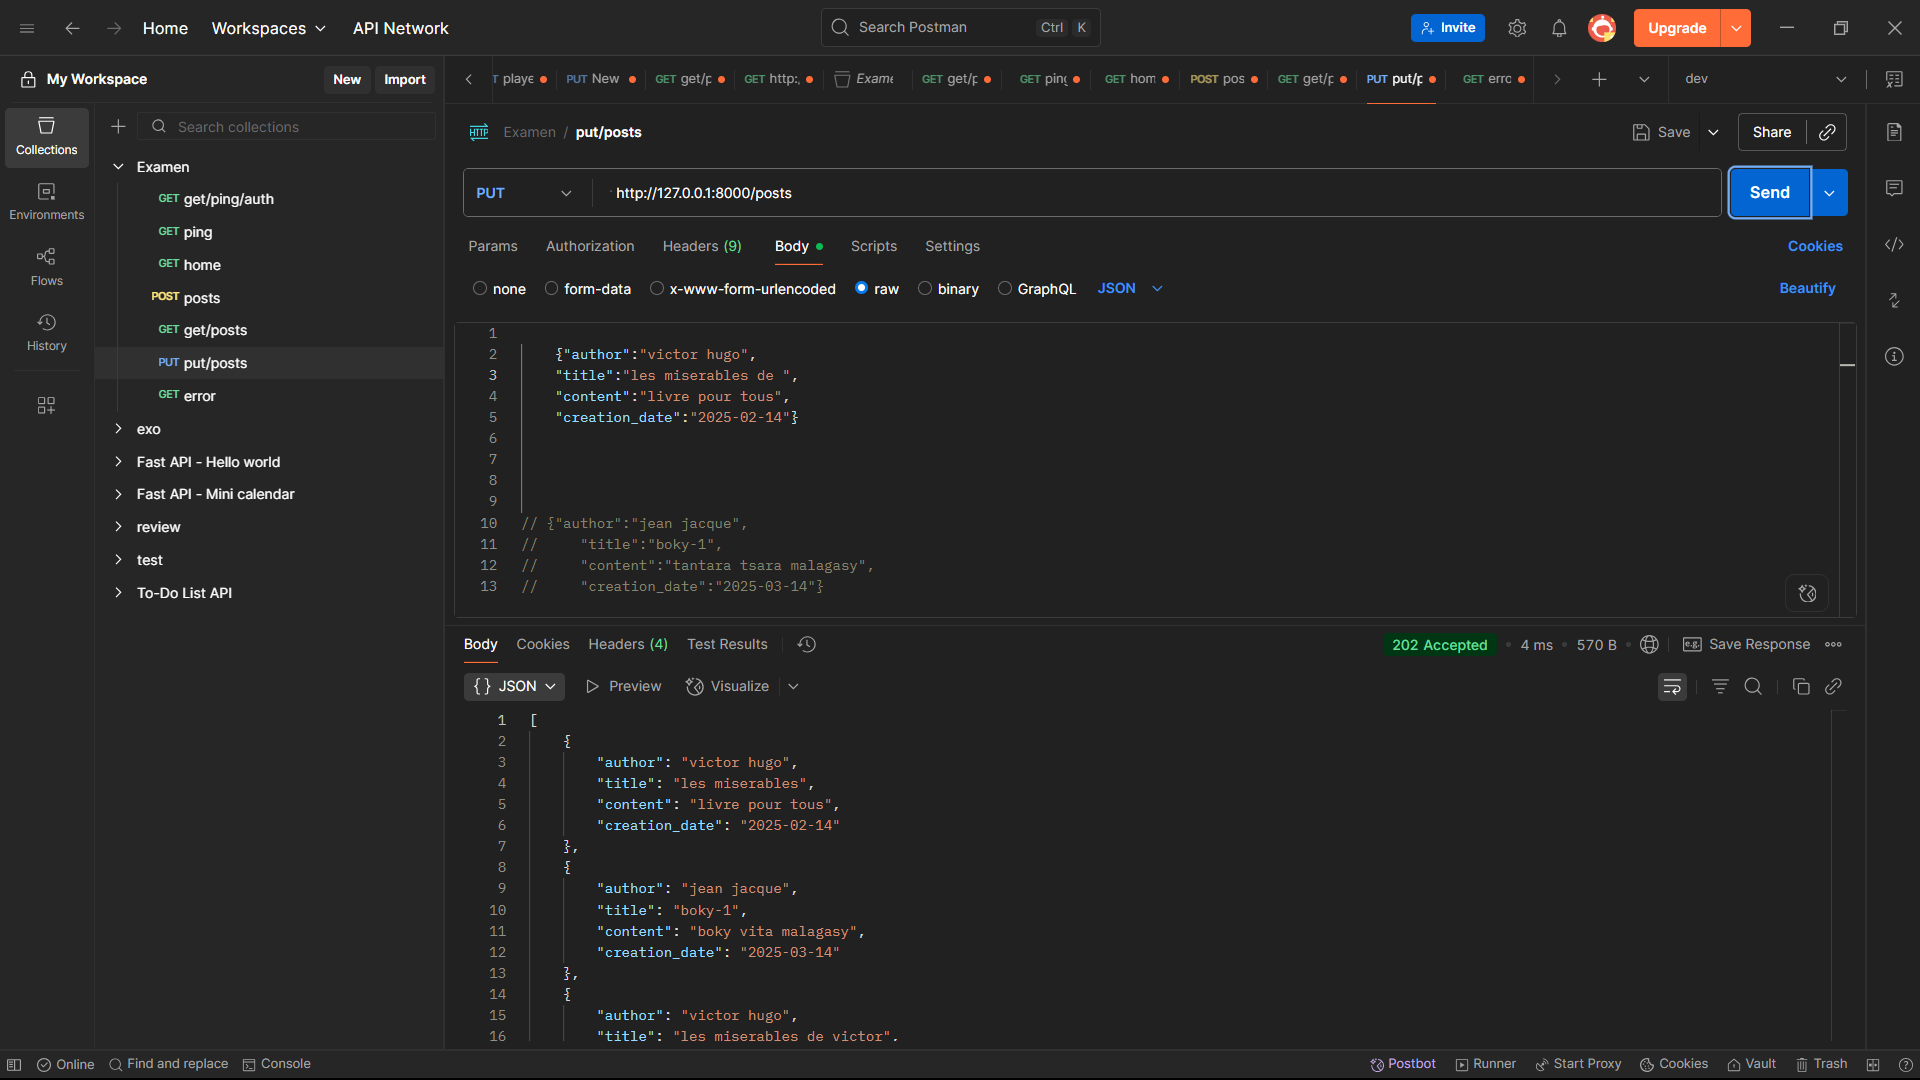 Home Workspaces API Network Search Postman Ctrl K Invite Upgrade
My Workspace New Import
playe PUT New GET get/p GET http:, Exame GET get/p GET ping GET hom POST pos GET get/p PUT put/p GET erro dev
Collections
Environments
Flows
History
Search collections
Examen
GET get/ping/auth
GET ping
GET home
POST posts
GET get/posts
PUT put/posts
GET error
exo
Fast API - Hello world
Fast API - Mini calendar
review
test
To-Do List API
HTTP Examen / put/posts Save Share
PUT http://127.0.0.1:8000/posts Send
Params Authorization Headers (9) Body Scripts Settings Cookies
none form-data x-www-form-urlencoded raw binary GraphQL JSON Beautify
1
2 {"author":"victor hugo",
3 "title":"les miserables de ",
4 "content":"livre pour tous",
5 "creation_date":"2025-02-14"}
6
7
8
9
10 // {"author":"jean jacque",
11 // "title":"boky-1",
12 // "content":"tantara tsara malagasy",
13 // "creation_date":"2025-03-14"}
Body Cookies Headers (4) Test Results 202 Accepted 4 ms 570 B e.g. Save Response
{} JSON Preview Visualize
1 [
2 {
3 "author": "victor hugo",
4 "title": "les miserables",
5 "content": "livre pour tous",
6 "creation_date": "2025-02-14"
7 },
8 {
9 "author": "jean jacque",
10 "title": "boky-1",
11 "content": "boky vita malagasy",
12 "creation_date": "2025-03-14"
13 },
14 {
15 "author": "victor hugo",
16 "title": "les miserables de victor",
Online Find and replace Console Postbot Runner Start Proxy Cookies Vault Trash